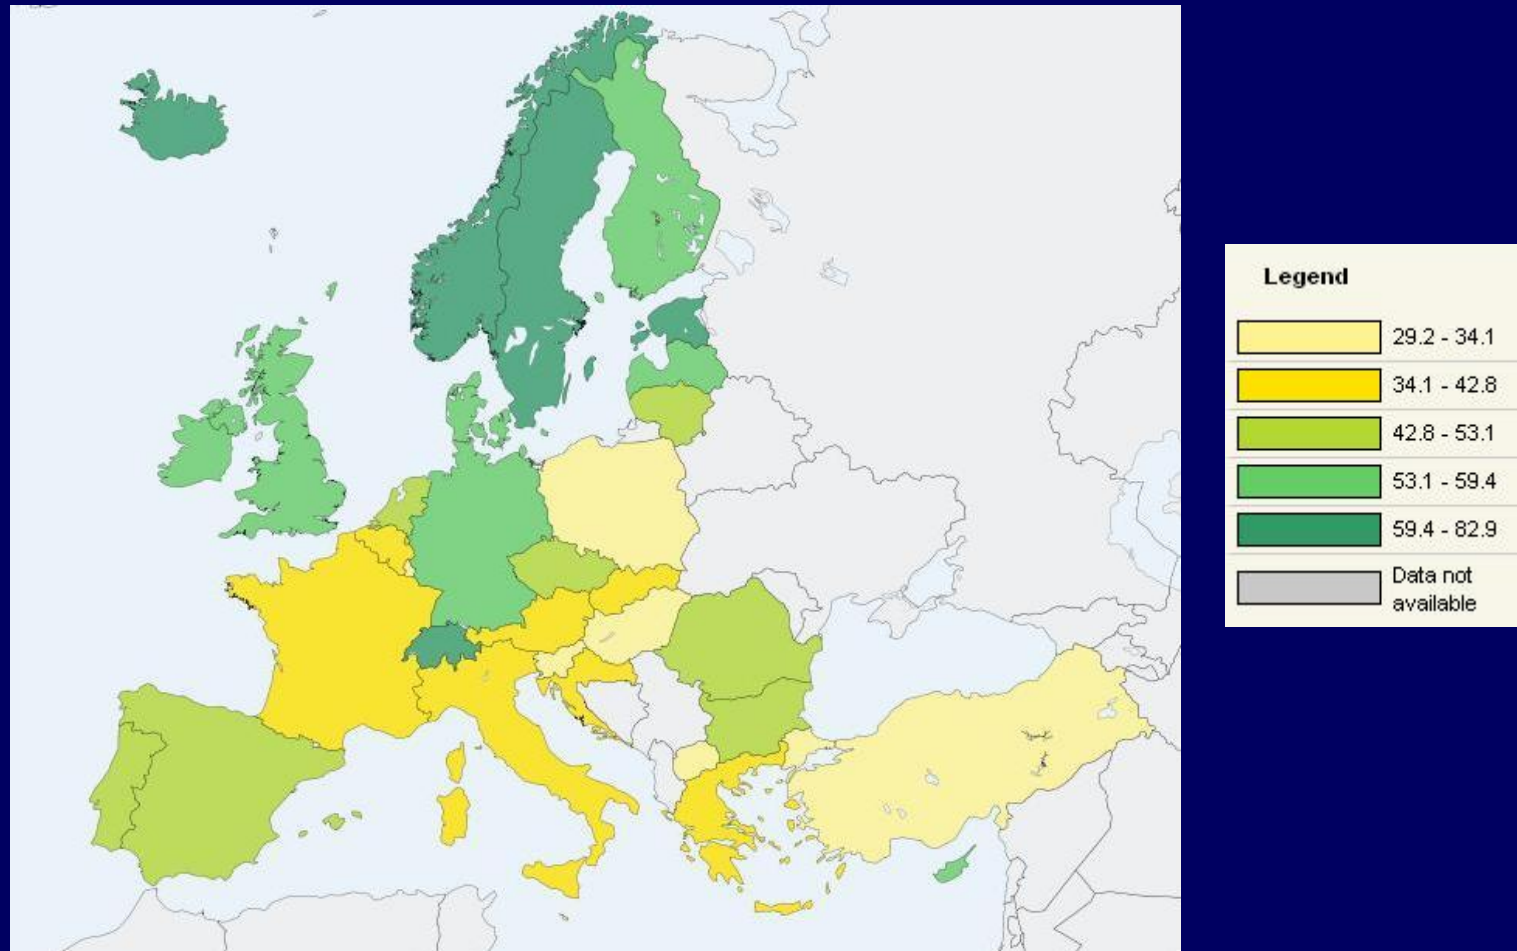 Legend
29.2 - 34.1
34.1 - 42.8
42.8 - 53.1
53.1 - 59.4
59.4 - 82.9
Data not
available